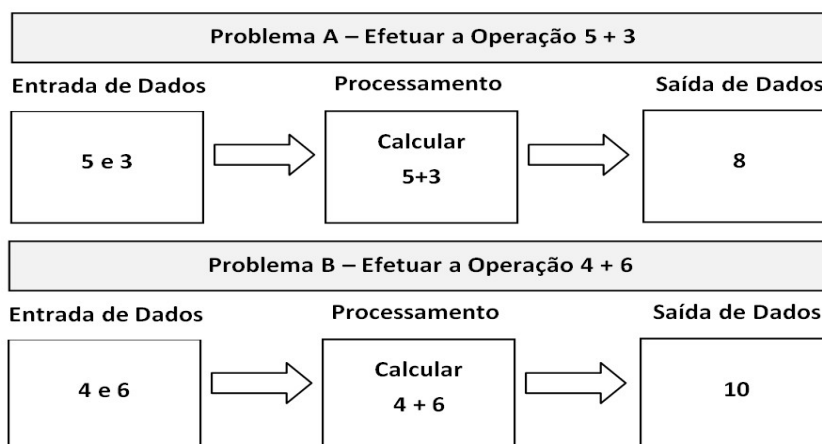 Problema A – Efetuar a Operação 5 + 3
Entrada de Dados
Processamento
Saída de Dados
5 e 3
Calcular
5+3
8
Problema B – Efetuar a Operação 4 + 6
Entrada de Dados
Processamento
Saída de Dados
4 e 6
Calcular
4 + 6
10